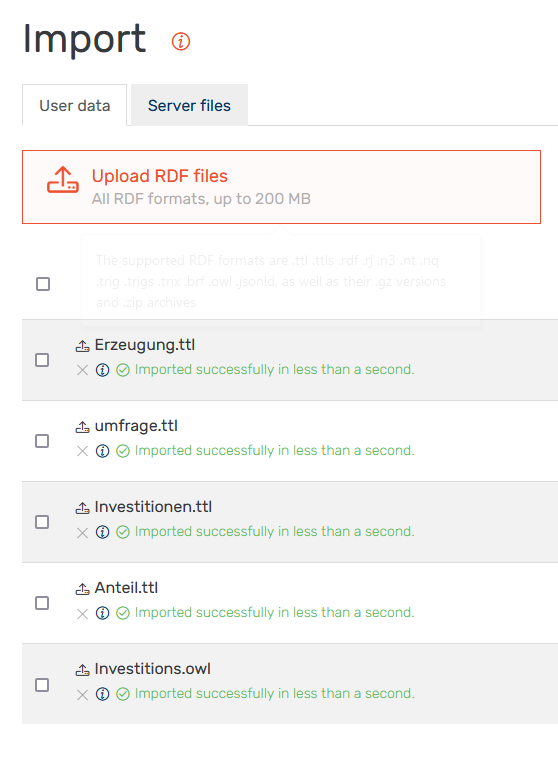 Import
User data
Server files
Upload RDF files
All RDF formats, up to 200 MB
The supported RDF formats are .ttl .ttls .rdf .rj .n3 .nt .nq
.trig .trigs .trix .brf .owl .jsonld, as well as their .gz versions
and .zip archives
Erzeugung.ttl
Imported successfully in less than a second.
umfrage.ttl
Imported successfully in less than a second.
Investitionen.ttl
Imported successfully in less than a second.
Anteil.ttl
Imported successfully in less than a second.
Investitions.owl
Imported successfully in less than a second.